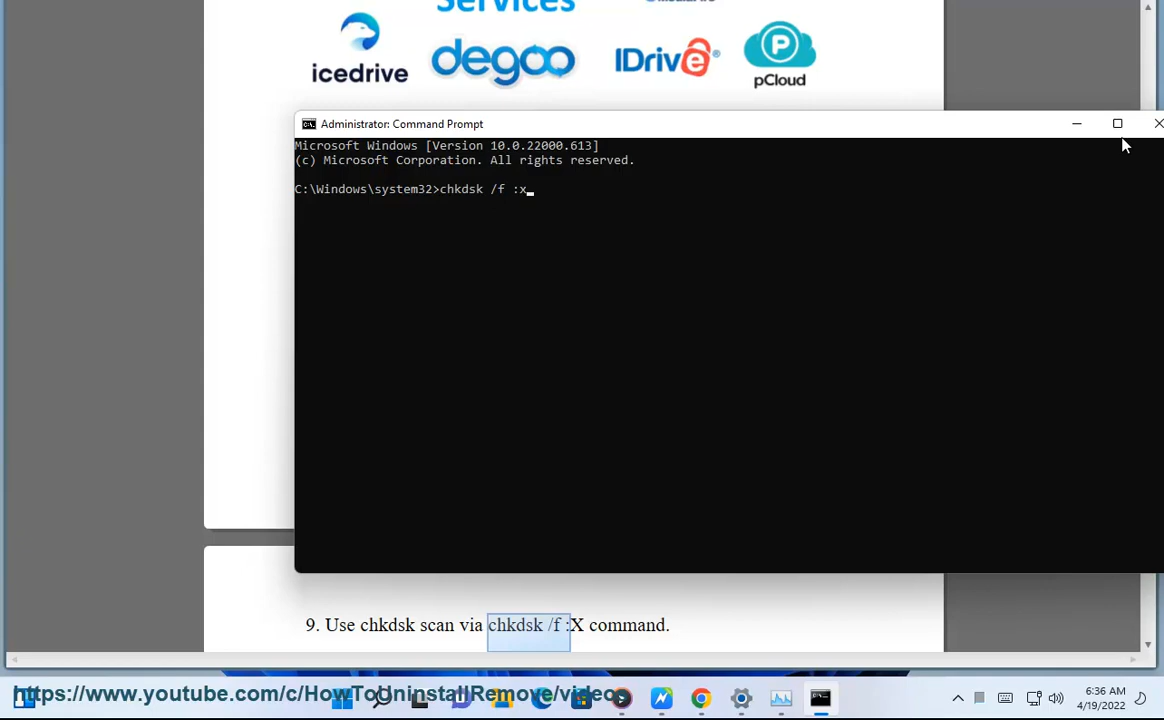 Services
icedrive
degoo
IDrive®
pCloud
Administrator: Command Prompt
Microsoft Windows [Version 10.0.22000.613]
(c) Microsoft Corporation. All rights reserved.
C:\Windows\system32>chkdsk /f :x
9. Use chkdsk scan via chkdsk /f :X command.
https://www.youtube.com/c/HowToUninstallRemove/videos
6:36 AM
4/19/2022